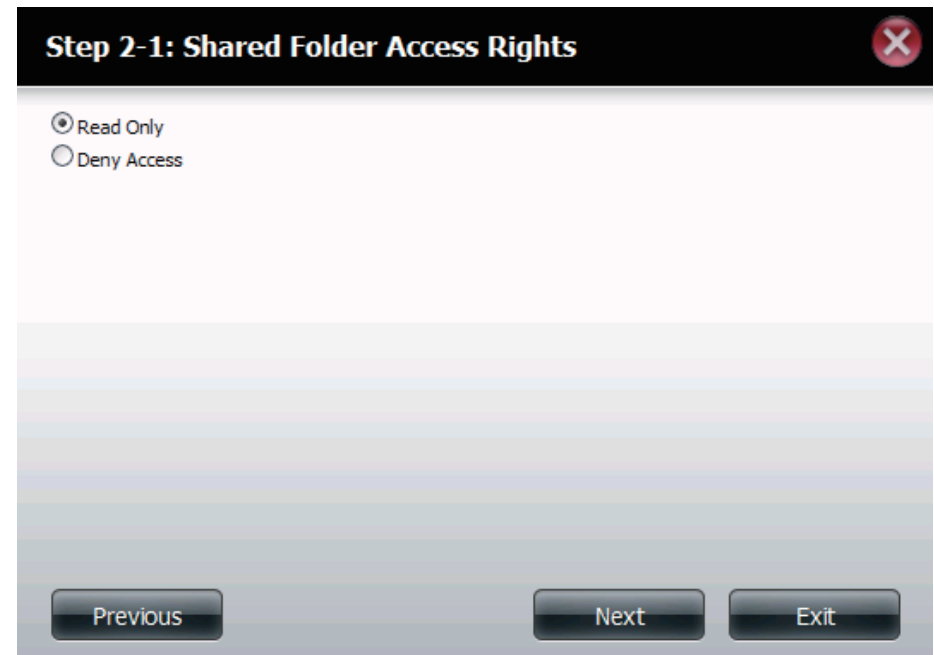 Step 2-1: Shared Folder Access Rights
Read Only
Deny Access
Previous Next Exit